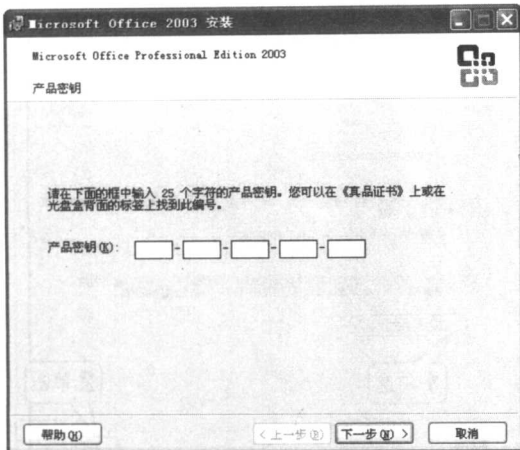 Microsoft Office 2003 安装
Microsoft Office Professional Edition 2003
产品密钥
请在下面的框中输入 25 个字符的产品密钥。您可以在《真品证书》上或在
光盘盒背面的标签上找到此编号。
产品密钥(K): - - - -
帮助(H) < 上一步(B) 下一步(N) > 取消